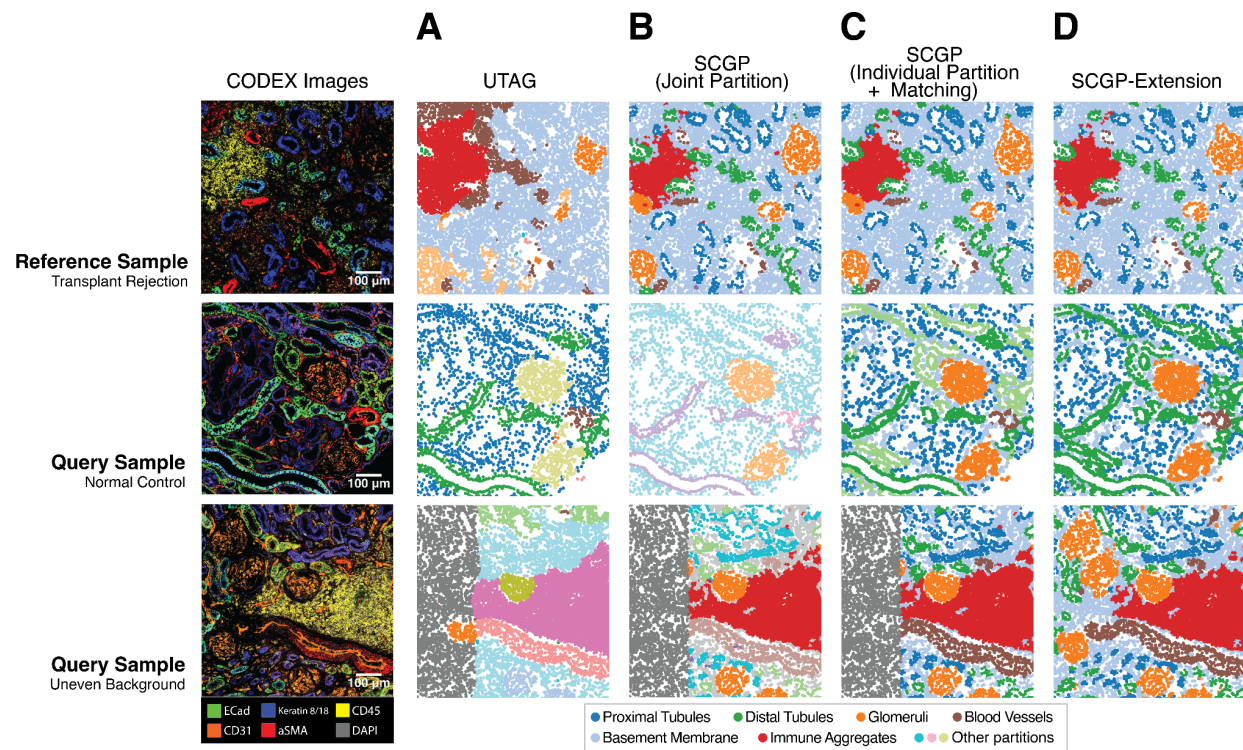 A
B
C
D
CODEX Images
UTAG
SCGP
(Joint Partition)
SCGP
(Individual Partition
+ Matching)
SCGP-Extension
Reference Sample
Transplant Rejection
100 µm
Query Sample
Normal Control
100 µm
Query Sample
Uneven Background
100 µm
ECad
Keratin 8/18
CD45
CD31
aSMA
DAPI
Proximal Tubules
Distal Tubules
Glomeruli
Blood Vessels
Basement Membrane
Immune Aggregates
Other partitions